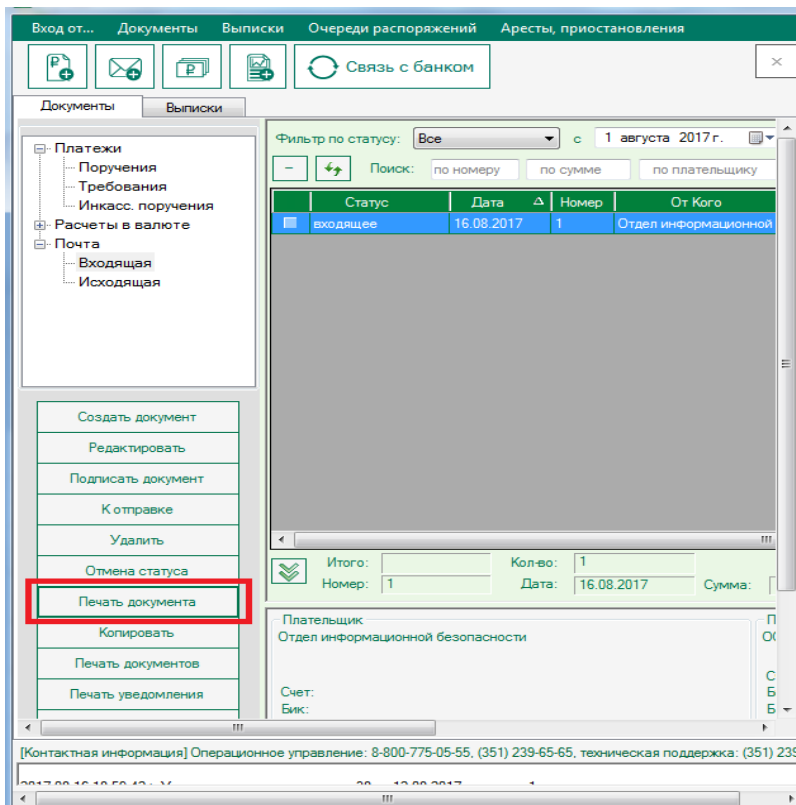 Вход от... Документы Выписки Очереди распоряжений Аресты, приостановления
Связь с банком
Документы Выписки
Платежи
Поручения
Требования
Инкасс. поручения
Расчеты в валюте
Почта
Входящая
Исходящая
Фильтр по статусу: Все с 1 августа 2017 г.
Поиск: по номеру по сумме по плательщику
Статус Дата Номер От Кого
входящее 16.08.2017 1 Отдел информационной
Создать документ
Редактировать
Подписать документ
К отправке
Удалить
Отмена статуса
Печать документа
Копировать
Печать документов
Печать уведомления
Итого: Кол-во: 1
Номер: 1 Дата: 16.08.2017 Сумма:
Плательщик
Отдел информационной безопасности
Счет:
Бик:
[Контактная информация] Операционное управление: 8-800-775-05-55, (351) 239-65-65, техническая поддержка: (351) 239